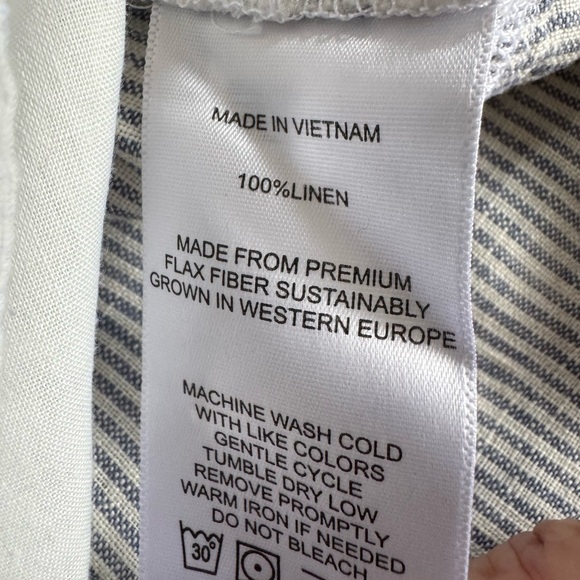 MADE IN VIETNAM
100%LINEN
MADE FROM PREMIUM
FLAX FIBER SUSTAINABLY
GROWN IN WESTERN EUROPE
MACHINE WASH COLD
WITH LIKE COLORS
GENTLE CYCLE
TUMBLE DRY LOW
REMOVE PROMPTLY
WARM IRON IF NEEDED
DO NOT BLEACH
30°